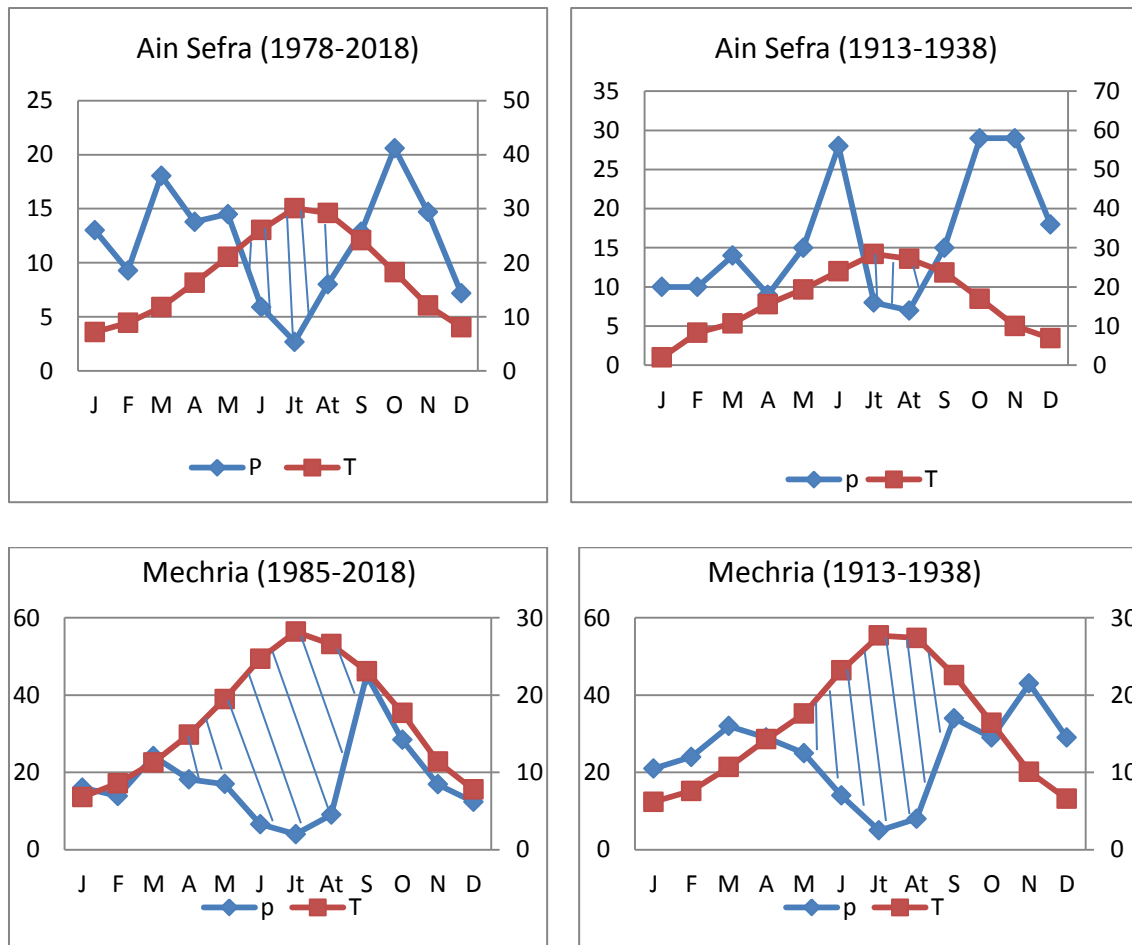 Ain Sefra (1978-2018)
25 50
20 40
15 30
10 20
5 10
0 0
J F M A M J Jt At S O N D
P T
Ain Sefra (1913-1938)
35 70
30 60
25 50
20 40
15 30
10 20
5 10
0 0
J F M A M J Jt At S O N D
p T
Mechria (1985-2018)
60 30
40 20
20 10
0 0
J F M A M J Jt At S O N D
p T
Mechria (1913-1938)
60 30
40 20
20 10
0 0
J F M A M J Jt At S O N D
p T